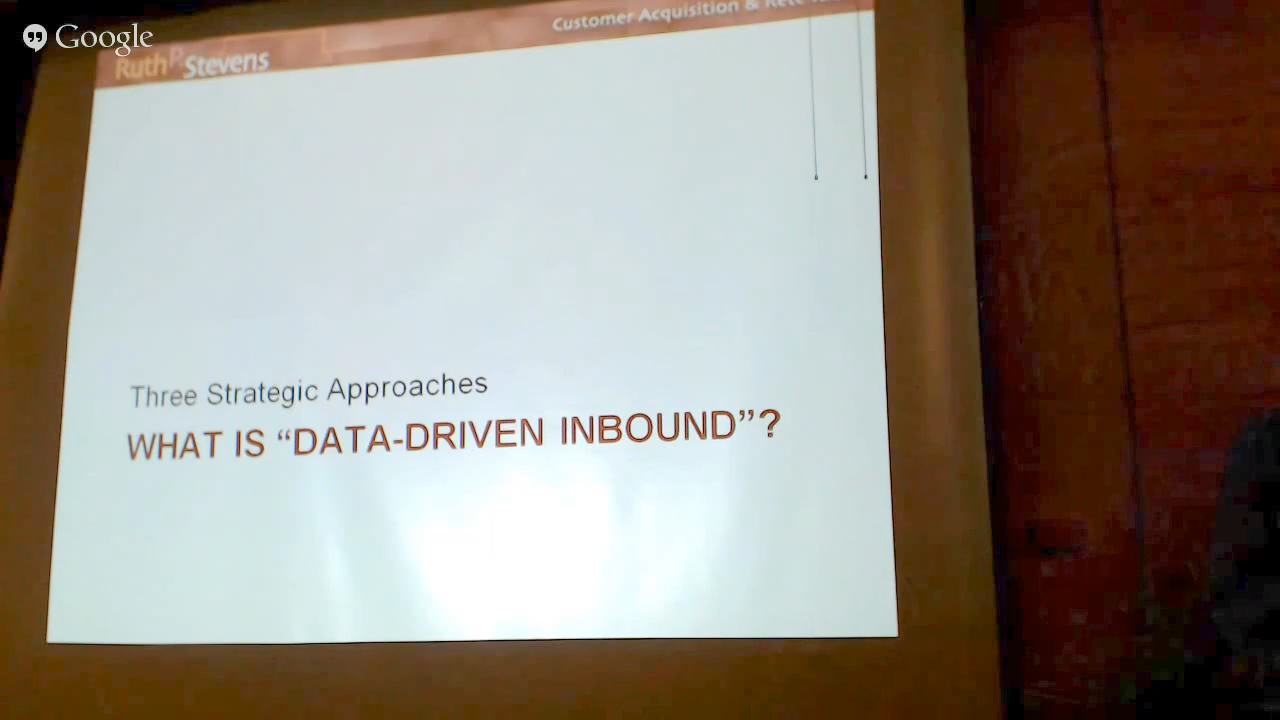 Google
Customer Acquisition &
Ruth P. Stevens
Three Strategic Approaches
WHAT IS “DATA-DRIVEN INBOUND”?